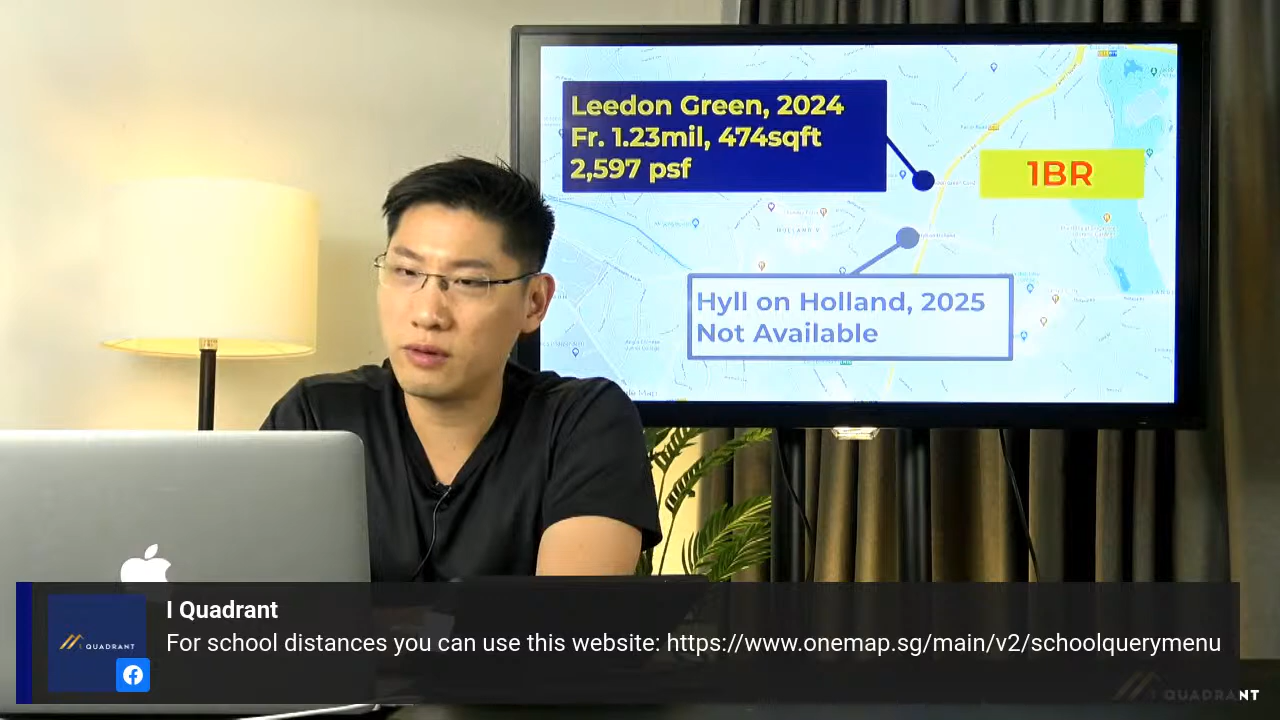 Leedon Green, 2024
Fr. 1.23mil, 474sqft
2,597 psf
1BR
HOLLAND V
Hyll on Holland, 2025
Not Available
I Quadrant
For school distances you can use this website: https://www.onemap.sg/main/v2/schoolquerymenu
I QUADRANT
I QUADRANT